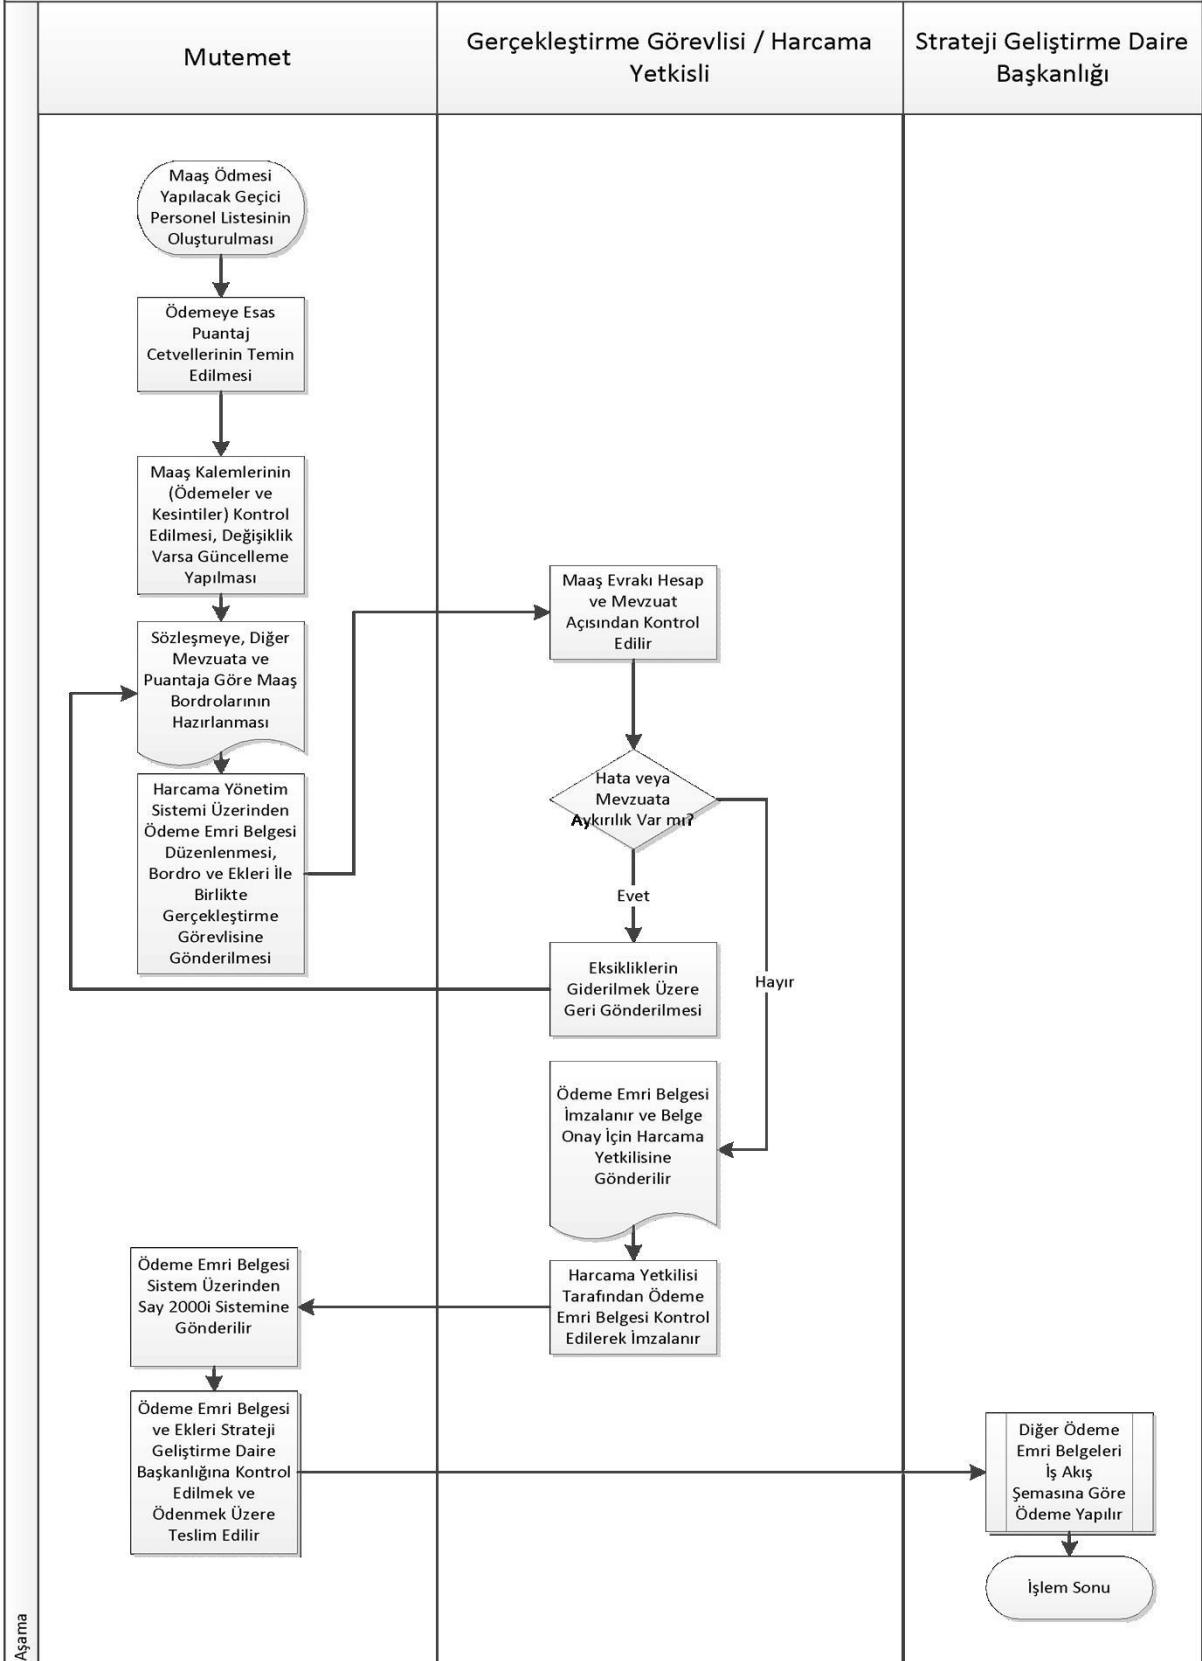 Mutemet
Gerçekleştirme Görevlisi / Harcama
Yetkisli
Strateji Geliştirme Daire
Başkanlığı
Maaş Ödmesi
Yapılacak Geçici
Personel Listesinin
Oluşturulması
Ödemeye Esas
Puantaj
Cetvellerinin Temin
Edilmesi
Maaş Kalemlerinin
(Ödemeler ve
Kesintiler) Kontrol
Edilmesi, Değişiklik
Varsa Güncelleme
Yapılması
Sözleşmeye, Diğer
Mevzuata ve
Puantaja Göre Maaş
Bordrolarının
Hazırlanması
Harcama Yönetim
Sistemi Üzerinden
Ödeme Emri Belgesi
Düzenlenmesi,
Bordro ve Ekleri İle
Birlikte
Gerçekleştirme
Görevlisine
Gönderilmesi
Maaş Evrakı Hesap
ve Mevzuat
Açısından Kontrol
Edilir
Hata veya
Mevzuata
Aykırılık Var mı?
Evet
Hayır
Eksikliklerin
Giderilmek Üzere
Geri Gönderilmesi
Ödeme Emri Belgesi
İmzalanır ve Belge
Onay İçin Harcama
Yetkilisine
Gönderilir
Harcama Yetkilisi
Tarafından Ödeme
Emri Belgesi Kontrol
Edilerek İmzalanır
Ödeme Emri Belgesi
Sistem Üzerinden
Say 2000i Sistemine
Gönderilir
Ödeme Emri Belgesi
ve Ekleri Strateji
Geliştirme Daire
Başkanlığına Kontrol
Edilmek ve
Ödenmek Üzere
Teslim Edilir
Diğer Ödeme
Emri Belgeleri
İş Akış
Şemasına Göre
Ödeme Yapılır
İşlem Sonu
Aşama